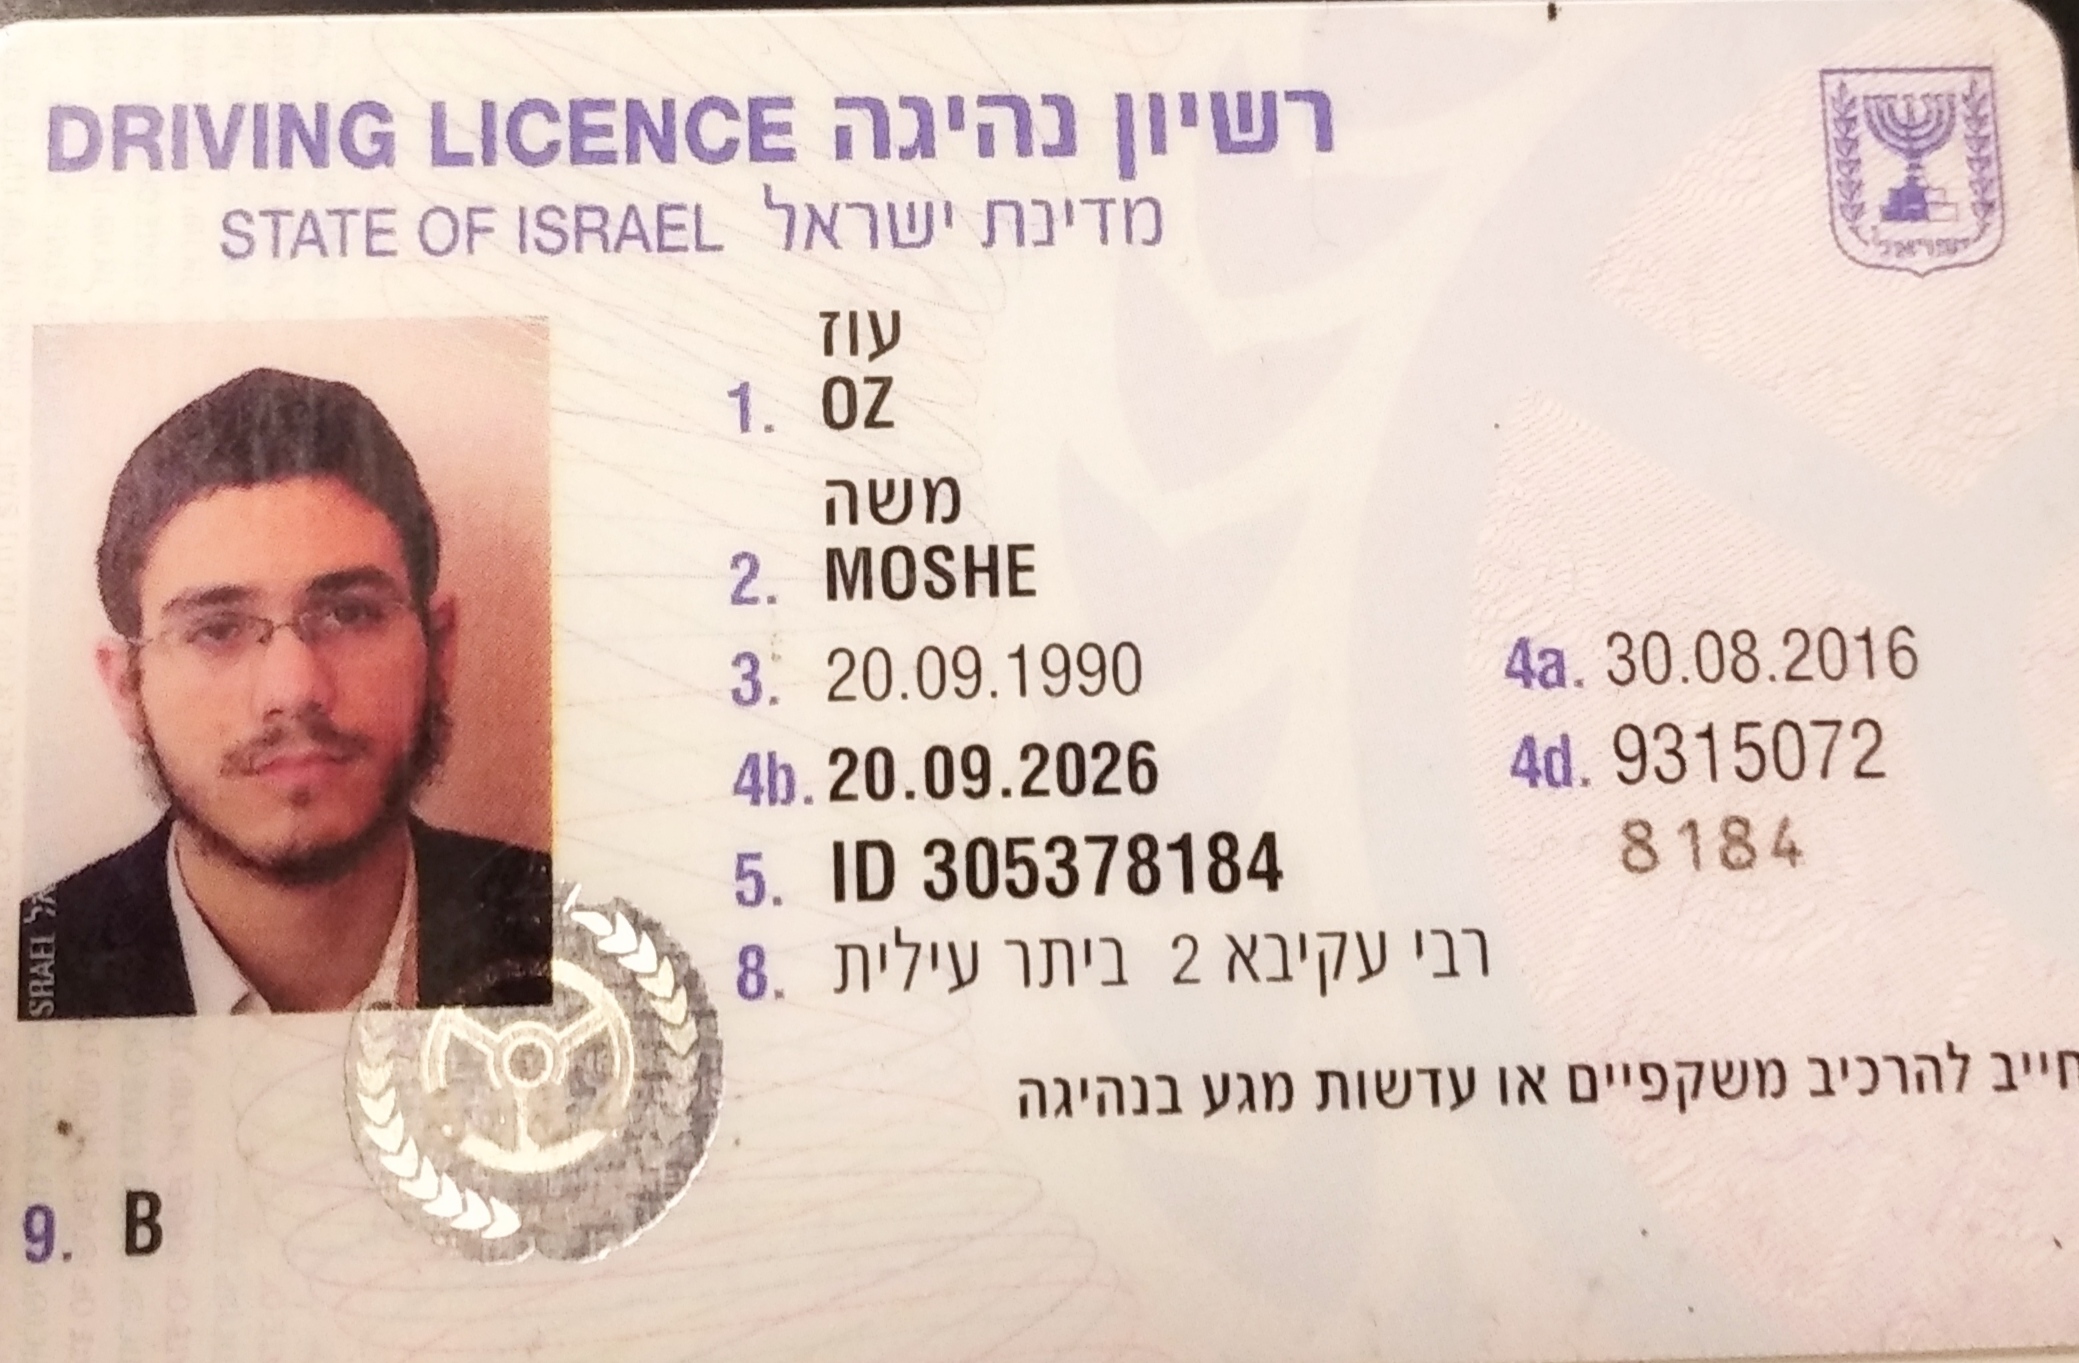 DRIVING LICENCE רשיון נהיגה
STATE OF ISRAEL מדינת ישראל
ישראל
עוז
1. OZ
משה
2. MOSHE
3. 20.09.1990
4a. 30.08.2016
4b. 20.09.2026
4d. 9315072
8184
5. ID 305378184
8. רבי עקיבא 2 ביתר עילית
חייב להרכיב משקפיים או עדשות מגע בנהיגה
9. B